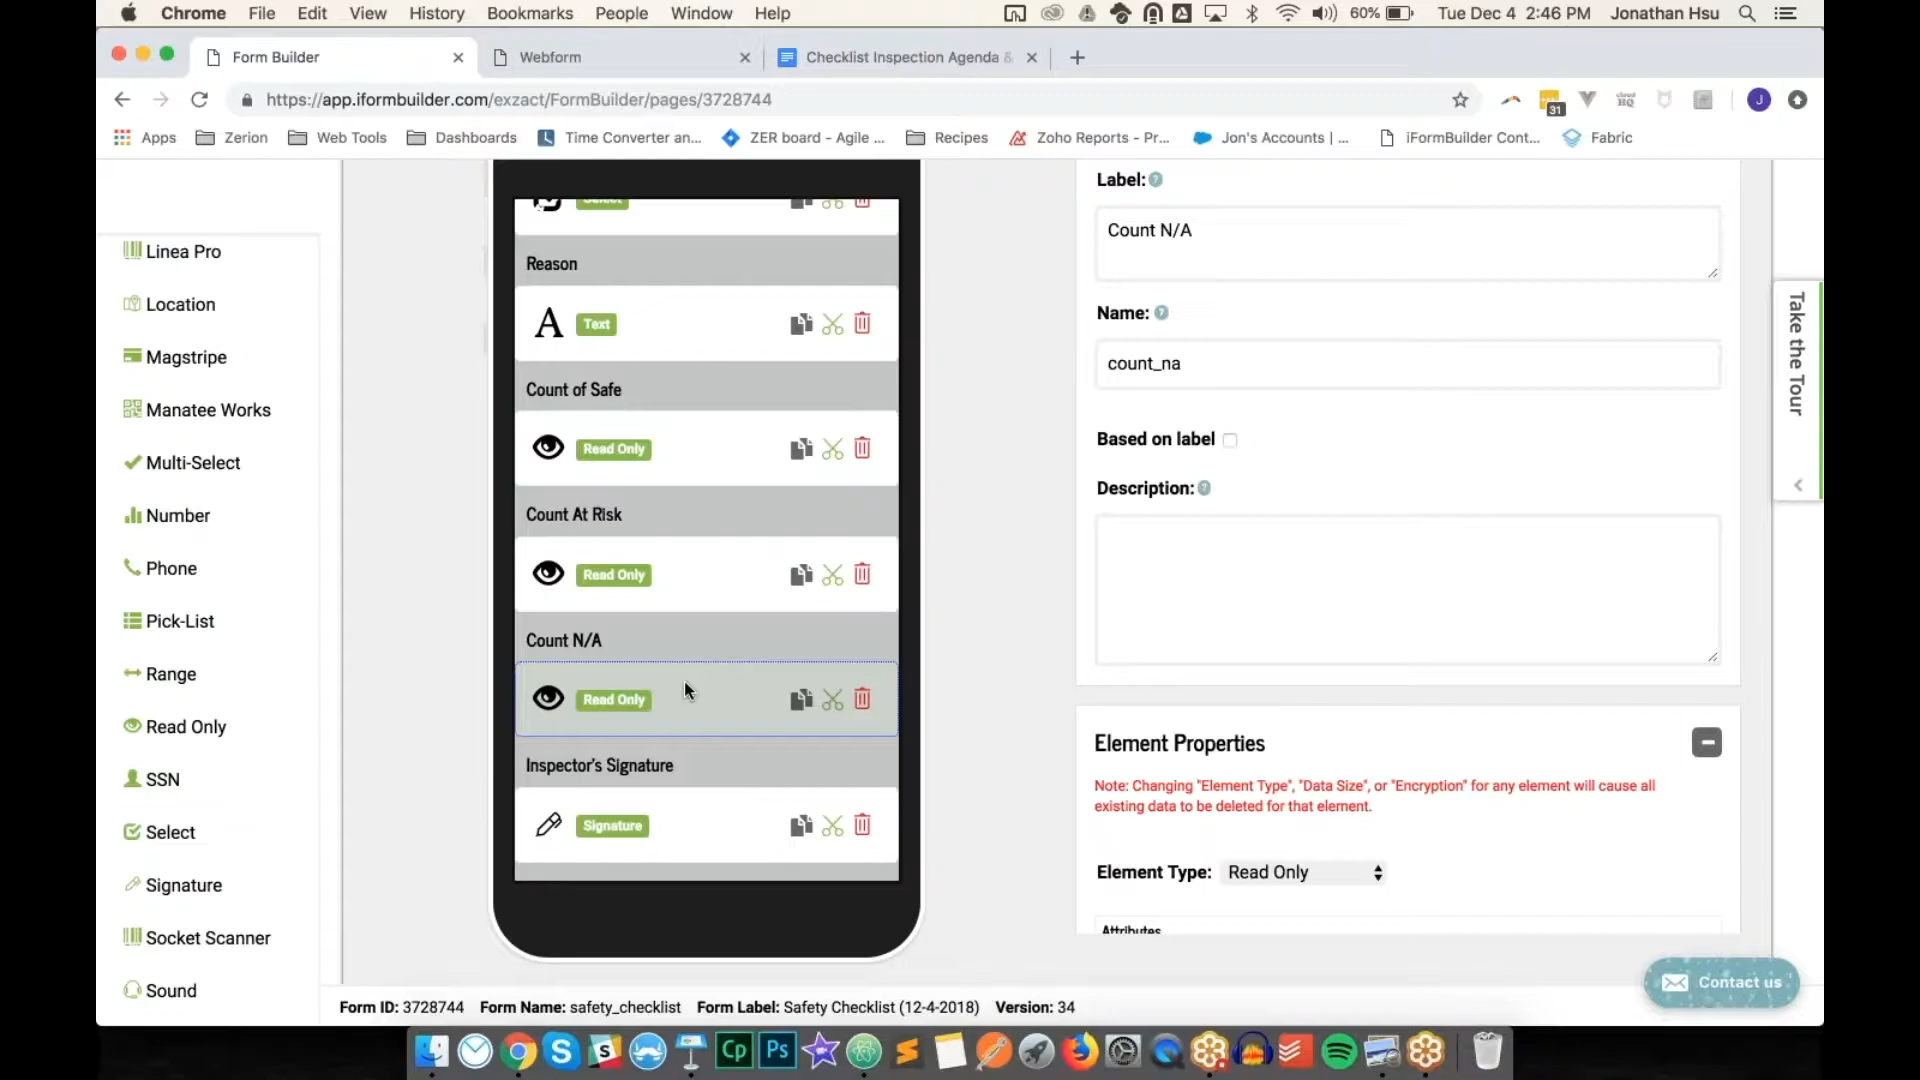 Chrome File Edit View History Bookmarks People Window Help 60% Tue Dec 4 2:46 PM Jonathan Hsu
Form Builder Webform Checklist Inspection Agenda &
https://app.iformbuilder.com/exzact/FormBuilder/pages/3728744 31 cloud HQ J
Apps Zerion Web Tools Dashboards Time Converter an... ZER board - Agile ... Recipes Zoho Reports - Pr... Jon's Accounts | ... iFormBuilder Cont... Fabric
Linea Pro
Location
Magstripe
Manatee Works
Multi-Select
Number
Phone
Pick-List
Range
Read Only
SSN
Select
Signature
Socket Scanner
Sound
Select
Reason
A Text
Count of Safe
Read Only
Count At Risk
Read Only
Count N/A
Read Only
Inspector's Signature
Signature
Label:
Count N/A
Name:
count_na
Based on label
Description:
Element Properties
Note: Changing "Element Type", "Data Size", or "Encryption" for any element will cause all
existing data to be deleted for that element.
Element Type: Read Only
Attributes
Take the Tour
Contact us
Form ID: 3728744 Form Name: safety_checklist Form Label: Safety Checklist (12-4-2018) Version: 34
Cp Ps